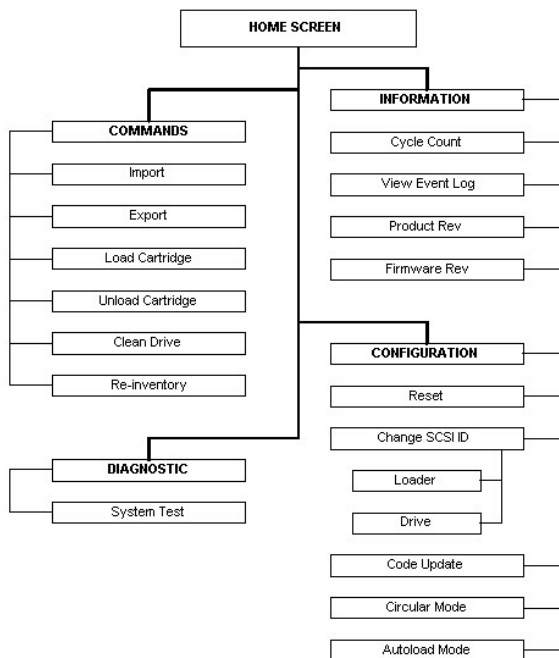 HOME SCREEN
COMMANDS
Import
Export
Load Cartridge
Unload Cartridge
Clean Drive
Re-inventory
DIAGNOSTIC
System Test
INFORMATION
Cycle Count
View Event Log
Product Rev
Firmware Rev
CONFIGURATION
Reset
Change SCSI ID
Loader
Drive
Code Update
Circular Mode
Autoload Mode